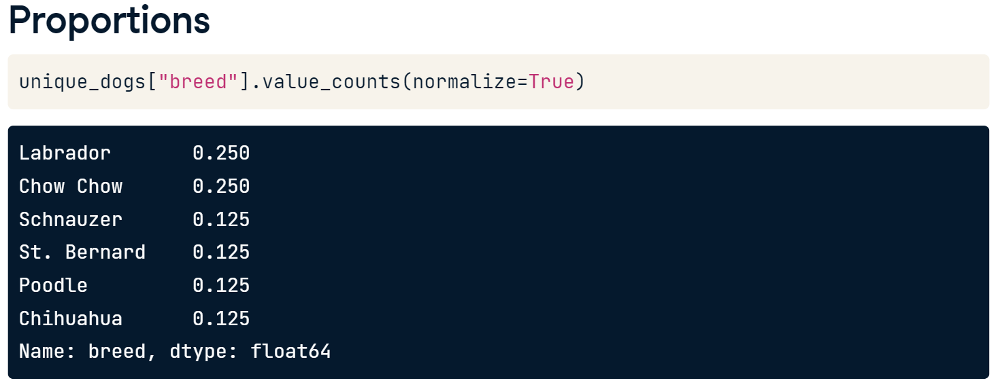 Proportions
unique_dogs["breed"].value_counts(normalize=True)
Labrador       0.250
Chow Chow      0.250
Schnauzer      0.125
St. Bernard    0.125
Poodle         0.125
Chihuahua      0.125
Name: breed, dtype: float64